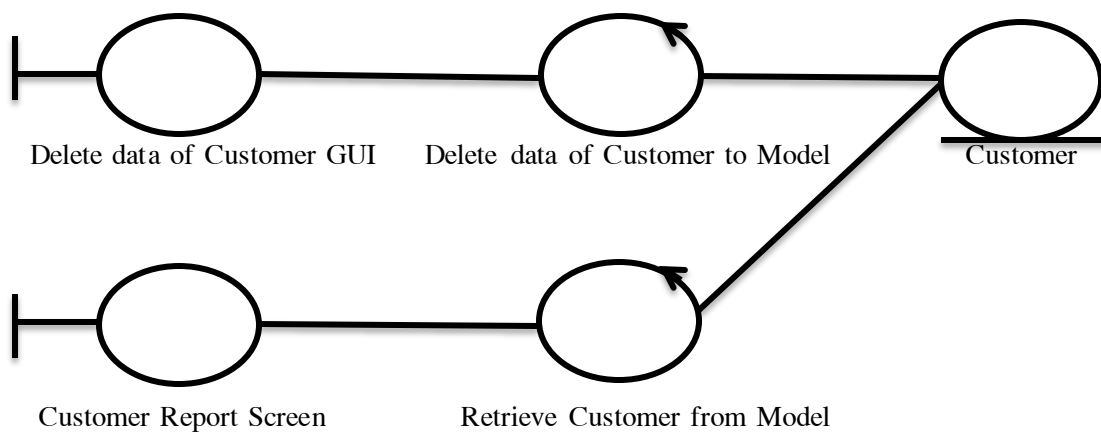 Delete data of Customer GUI
Delete data of Customer to Model
Customer
Customer Report Screen
Retrieve Customer from Model